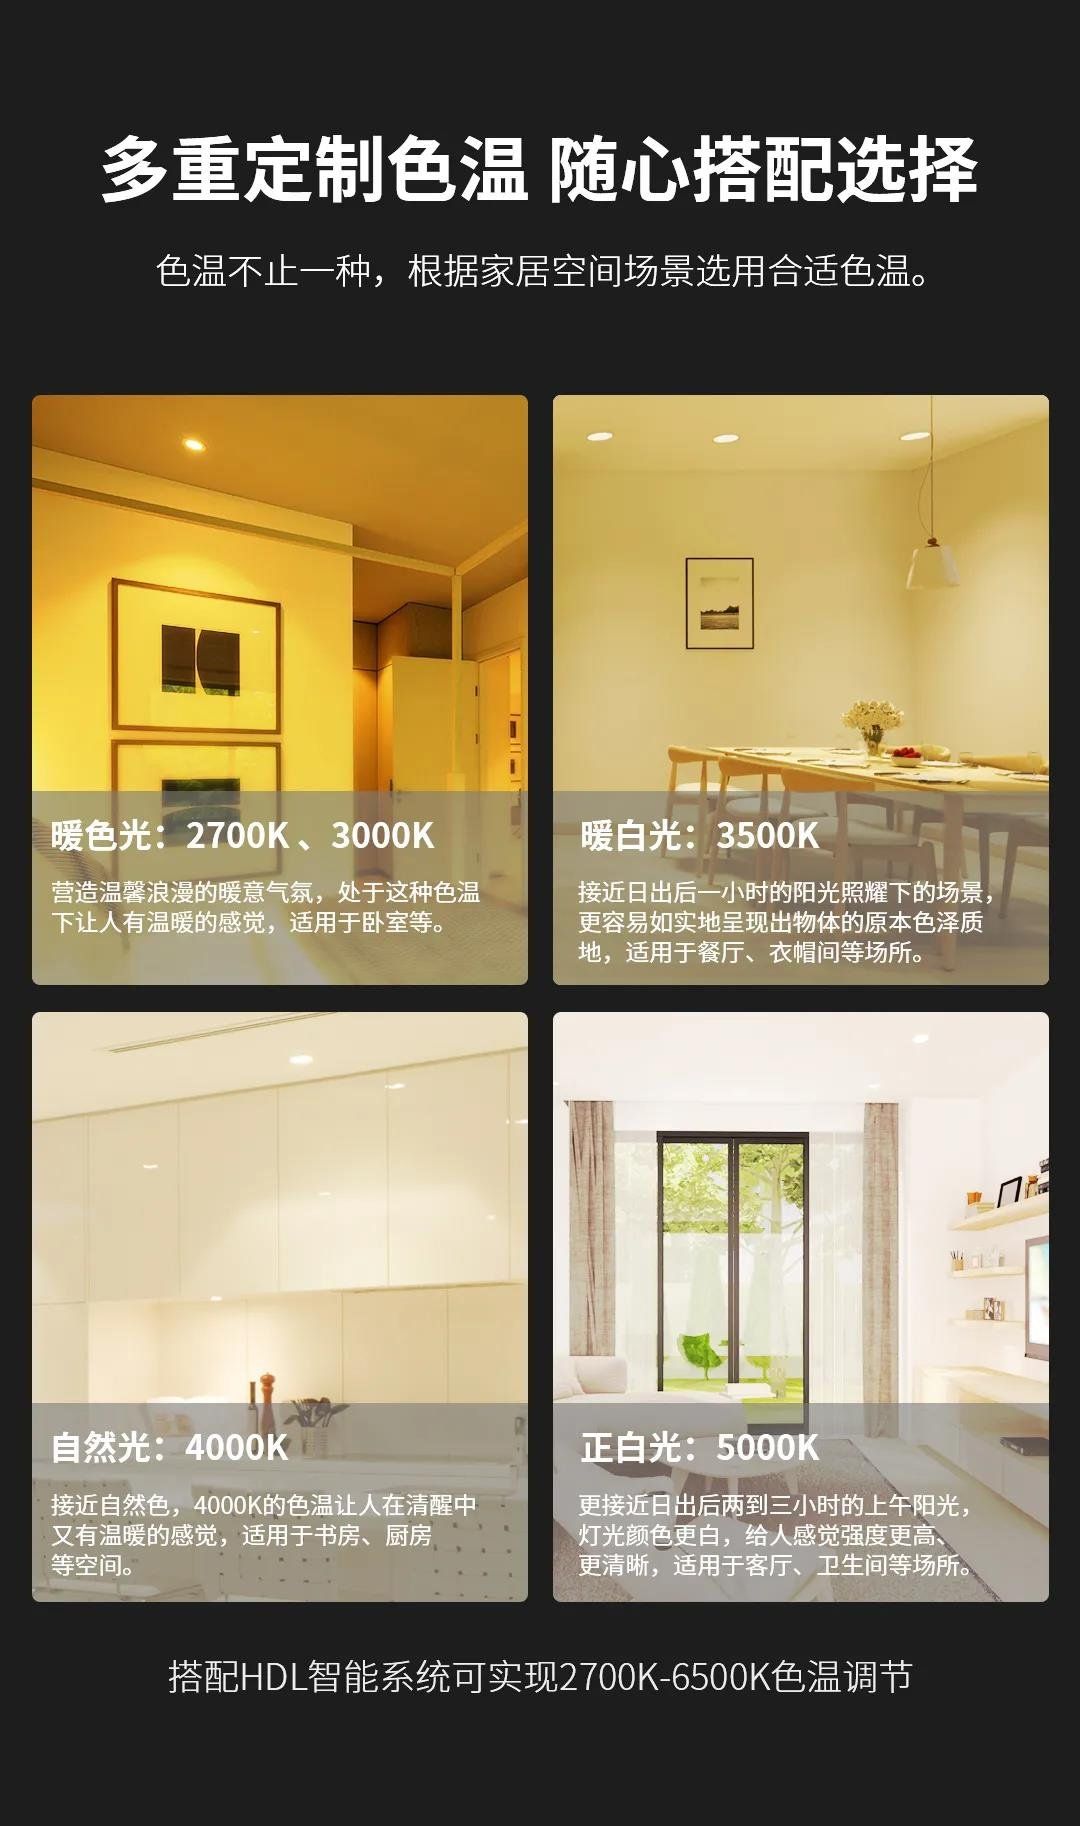 多重定制色温 随心搭配选择
色温不止一种，根据家居空间场景选用合适色温。
暖色光：2700K 、3000K
营造温馨浪漫的暖意气氛，处于这种色温
下让人有温暖的感觉，适用于卧室等。
暖白光：3500K
接近日出后一小时的阳光照耀下的场景，
更容易如实地呈现出物体的原本色泽质
地，适用于餐厅、衣帽间等场所。
自然光：4000K
接近自然色，4000K的色温让人在清醒中
又有温暖的感觉，适用于书房、厨房
等空间。
正白光：5000K
更接近日出后两到三小时的上午阳光，
灯光颜色更白，给人感觉强度更高、
更清晰，适用于客厅、卫生间等场所。
搭配HDL智能系统可实现2700K-6500K色温调节